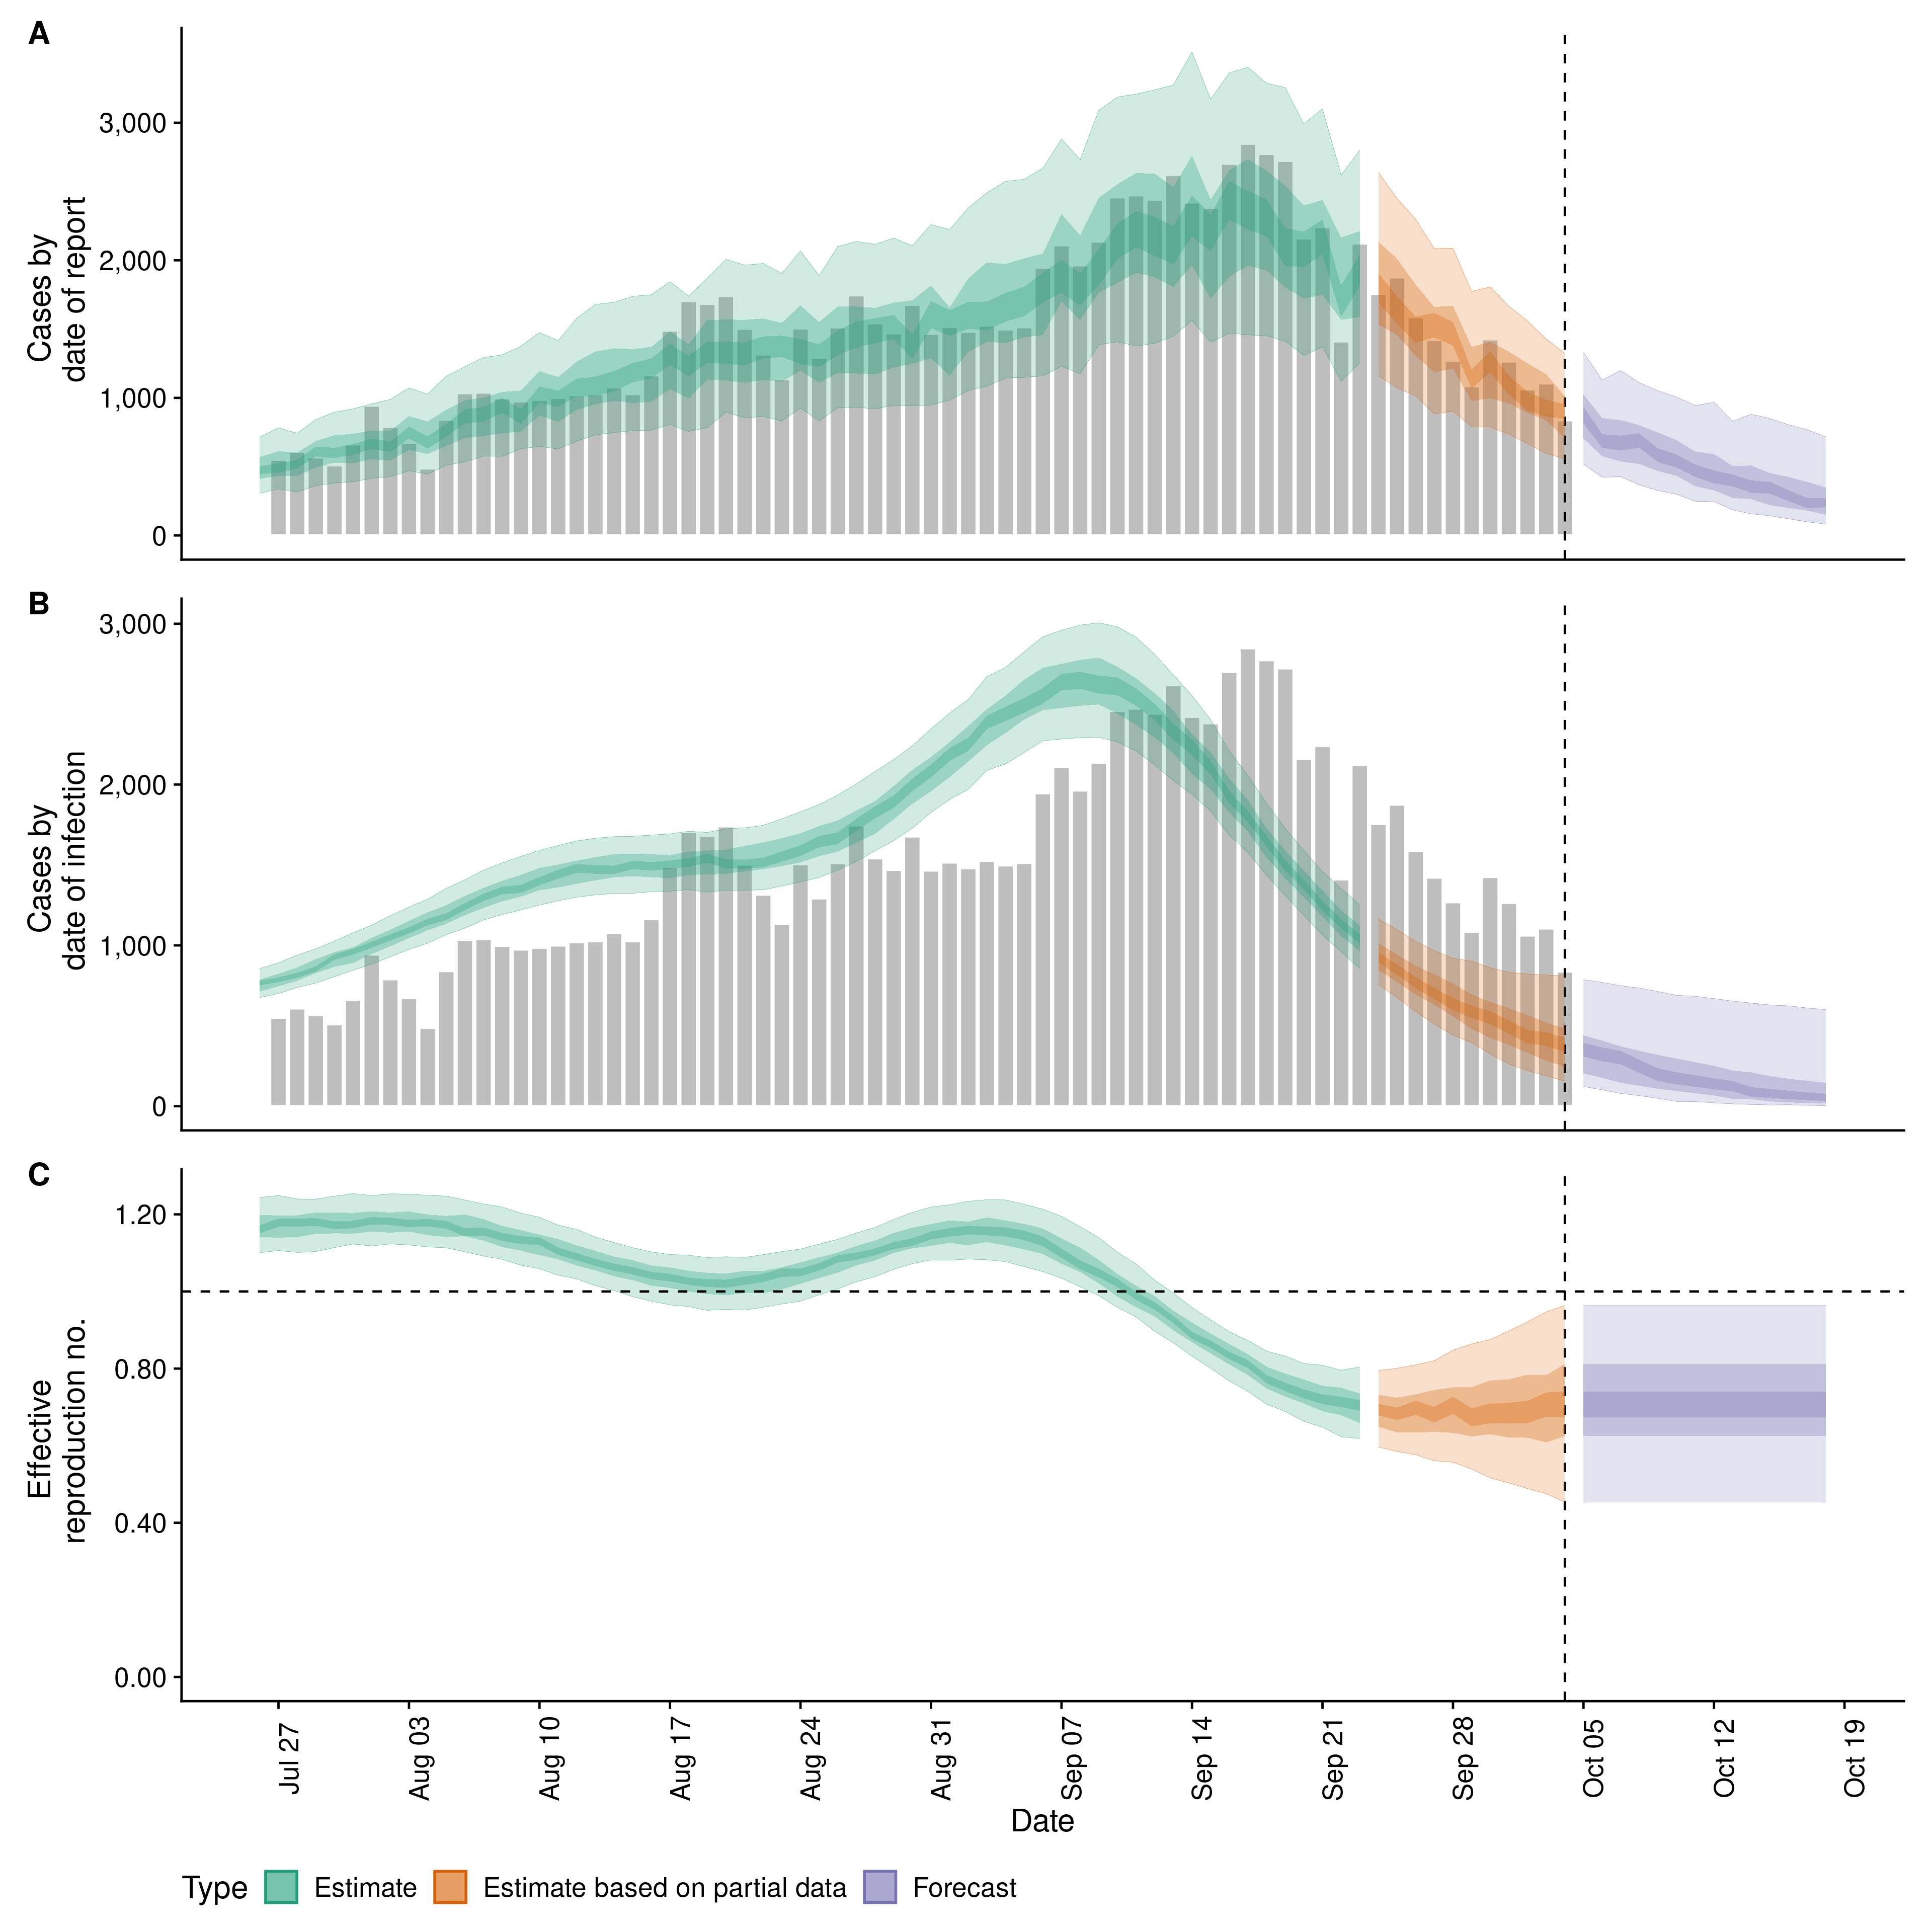 A
3,000
2,000
1,000
0
Cases by
date of report
B
3,000
2,000
1,000
0
Cases by
date of infection
C
1.20
0.80
0.40
0.00
Effective
reproduction no.
Jul 27
Aug 03
Aug 10
Aug 17
Aug 24
Aug 31
Sep 07
Sep 14
Sep 21
Sep 28
Oct 05
Oct 12
Oct 19
Date
Type Estimate Estimate based on partial data Forecast